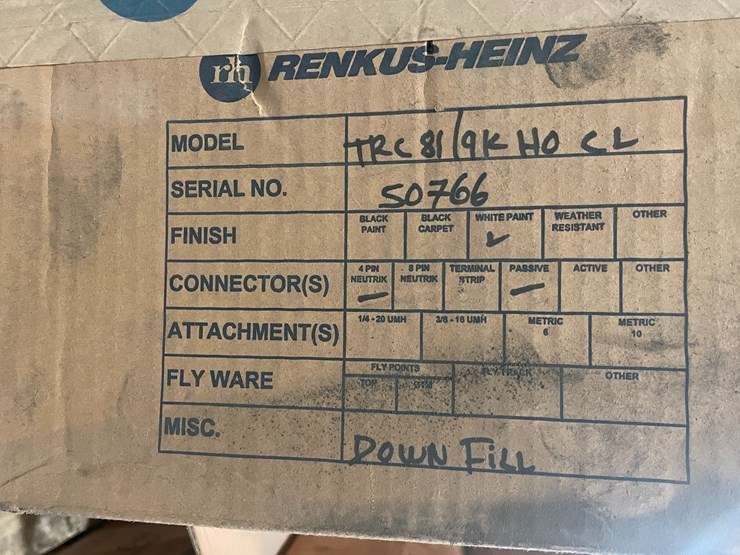 rh RENKUS-HEINZ
MODEL TRC 81/9K HO CL
SERIAL NO. 50766
FINISH BLACK PAINT BLACK CARPET WHITE PAINT ✓ WEATHER RESISTANT OTHER
CONNECTOR(S) 4 PIN NEUTRIK 8 PIN NEUTRIK TERMINAL STRIP PASSIVE ACTIVE OTHER
ATTACHMENT(S) 1/4 - 20 UMH 3/8 - 16 UMH METRIC 6 METRIC 10
FLY WARE FLY POINTS TOP FLY TRACK OTHER
MISC. DOWN FILL